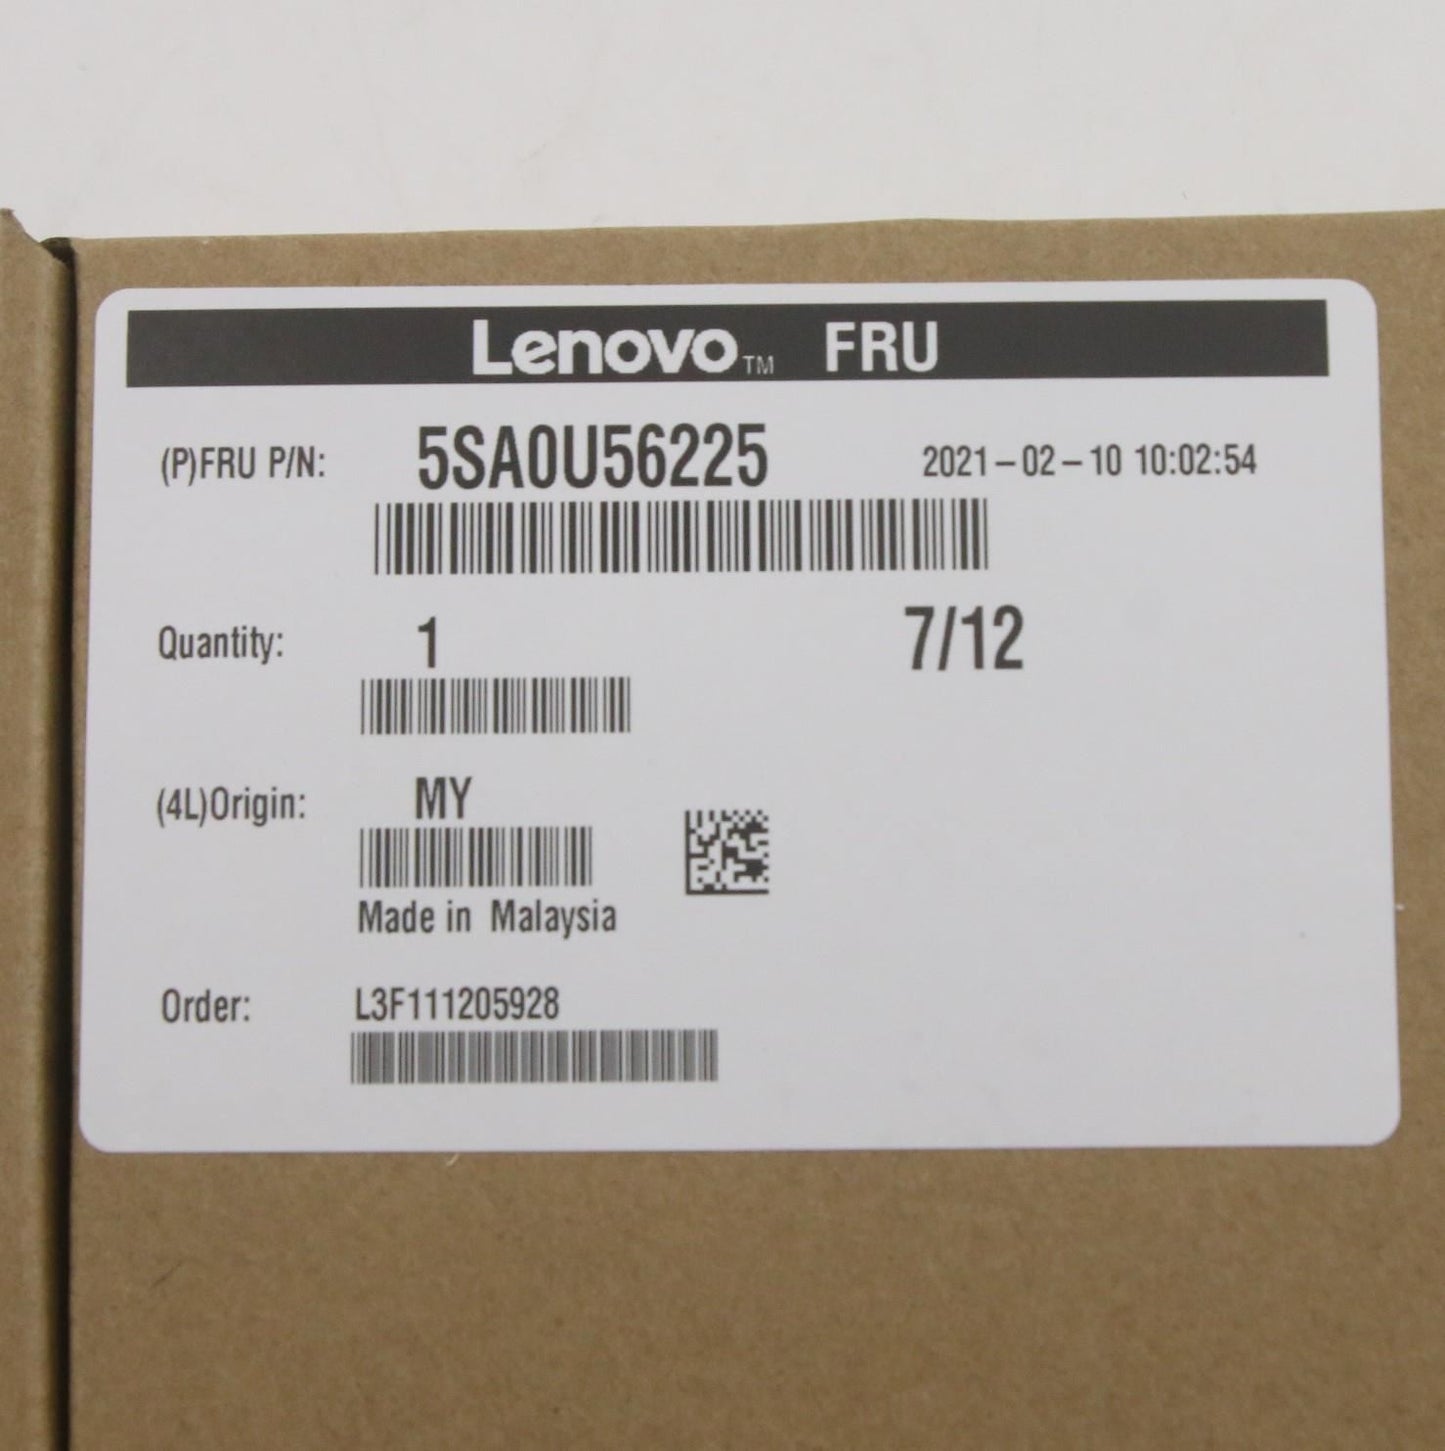 Lenovo™ FRU
(P)FRU P/N: 5SA0U56225 2021-02-10 10:02:54
Quantity: 1 7/12
(4L)Origin: MY
Made in Malaysia
Order: L3F111205928